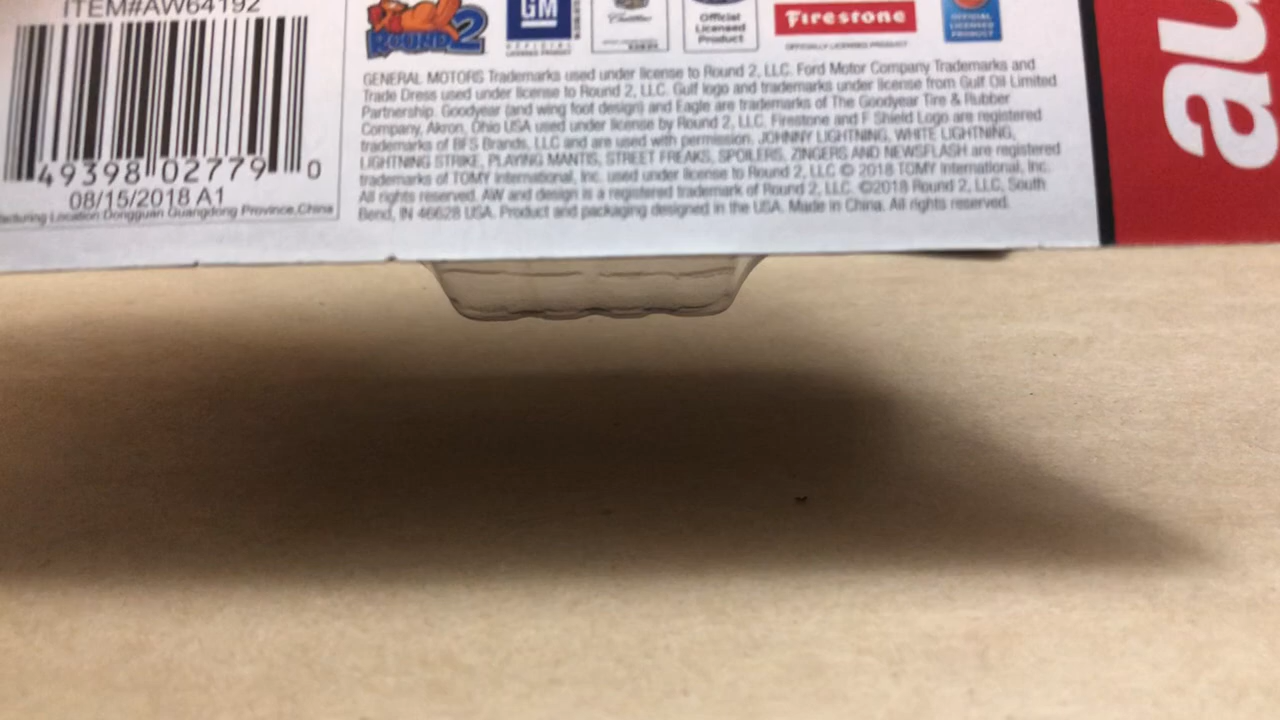 ITEM#AW64192
49398 02779 0
08/15/2018 A1
Manufacturing Location Dongguan Guangdong Province,China
ROUND 2
GM
OFFICIAL
LICENSED PRODUCT
Cadillac
Official
Licensed
Product
Firestone
OFFICIALLY LICENSED PRODUCT
OFFICIAL
LICENSED
PRODUCT
GENERAL MOTORS Trademarks used under license to Round 2, LLC. Ford Motor Company Trademarks and
Trade Dress used under license to Round 2, LLC. Gulf logo and trademarks under license from Gulf Oil Limited
Partnership. Goodyear (and wing foot design) and Eagle are trademarks of The Goodyear Tire & Rubber
Company, Akron, Ohio USA used under license by Round 2, LLC. Firestone and F Shield Logo are registered
trademarks of BFS Brands, LLC and are used with permission. JOHNNY LIGHTNING, WHITE LIGHTNING,
LIGHTNING STRIKE, PLAYING MANTIS, STREET FREAKS, SPOILERS, ZINGERS AND NEWSFLASH are registered
trademarks of TOMY International, Inc. used under license to Round 2, LLC © 2018 TOMY International, Inc.
All rights reserved. AW and design is a registered trademark of Round 2, LLC. ©2018 Round 2, LLC, South
Bend, IN 46628 USA. Product and packaging designed in the USA. Made in China. All rights reserved.
au